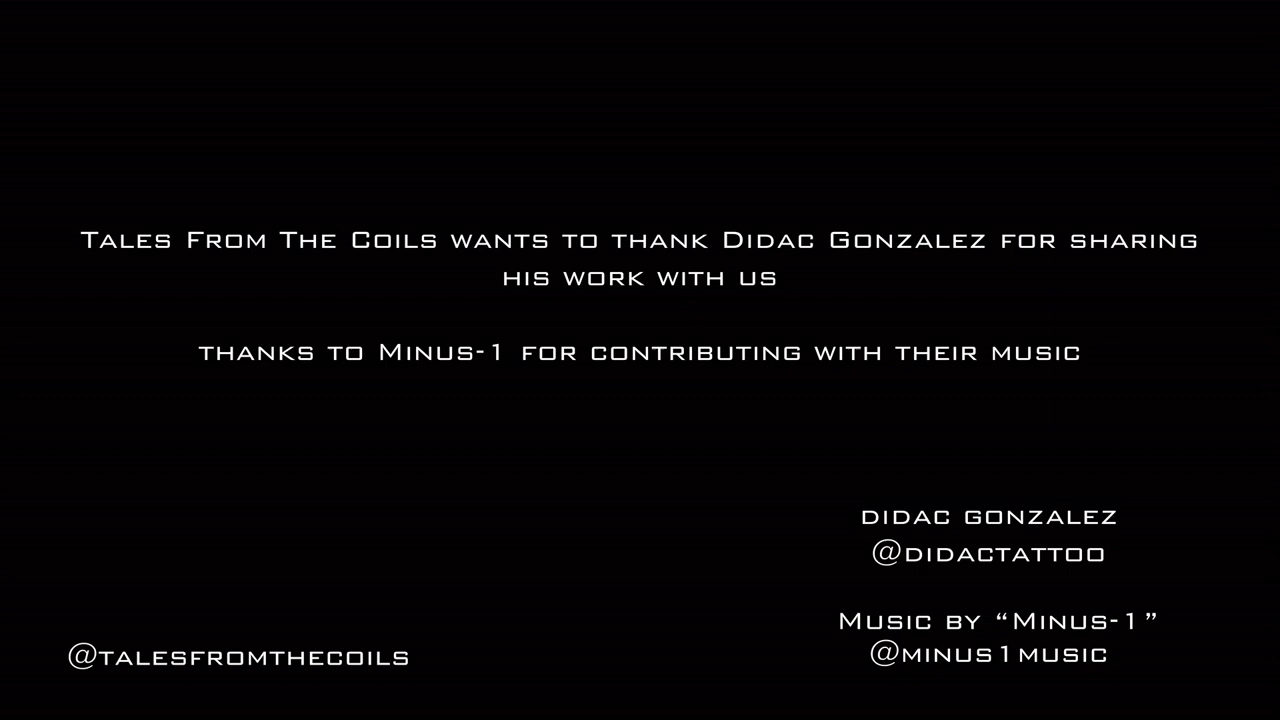 Tales From The Coils wants to thank Didac Gonzalez for sharing
his work with us
thanks to Minus-1 for contributing with their music
didac gonzalez
@didactattoo
Music by “Minus-1”
@minus1music
@talesfromthecoils